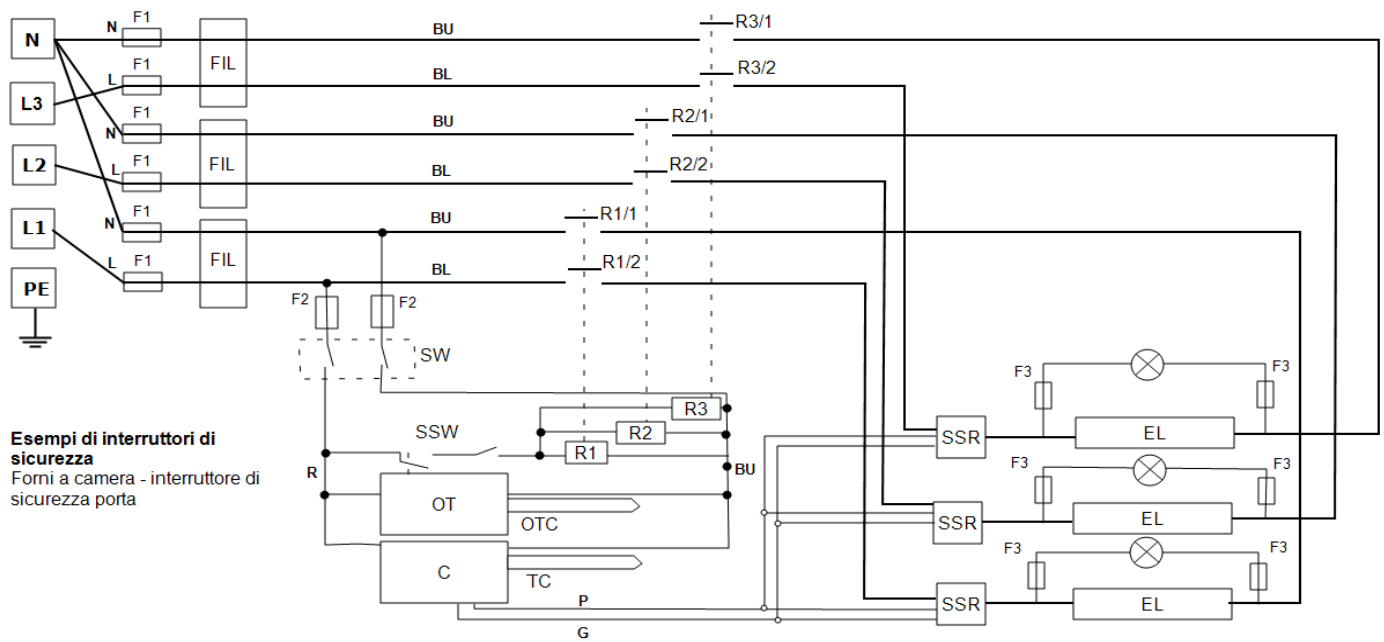 N F1 BU R3/1
N
F1 FIL
L BL R3/2
L3
F1 BU R2/1
N
L2 F1 FIL R2/2
L BL
F1 BU R1/1
L1 N
F1 FIL
L BL R1/2
PE
F2 F2
SW
F3 F3
R3
Esempi di interruttori di
sicurezza
Forni a camera - interruttore di
sicurezza porta
SSW R2
R1
SSR EL
R BU
F3 F3
OT
OTC
SSR EL
F3 F3
C
TC
P
SSR EL
G